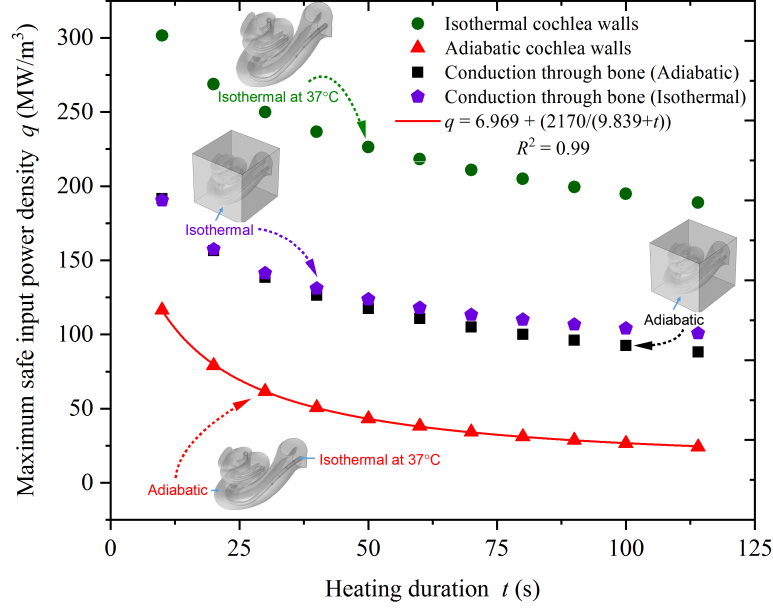 Isothermal cochlea walls
Adiabatic cochlea walls
Conduction through bone (Adiabatic)
Conduction through bone (Isothermal)
q = 6.969 + (2170/(9.839+t))
R² = 0.99
Isothermal at 37°C
Isothermal
Adiabatic
Isothermal at 37°C
Adiabatic
Maximum safe input power density q (MW/m³)
300
250
200
150
100
50
0
0 25 50 75 100 125
Heating duration t (s)